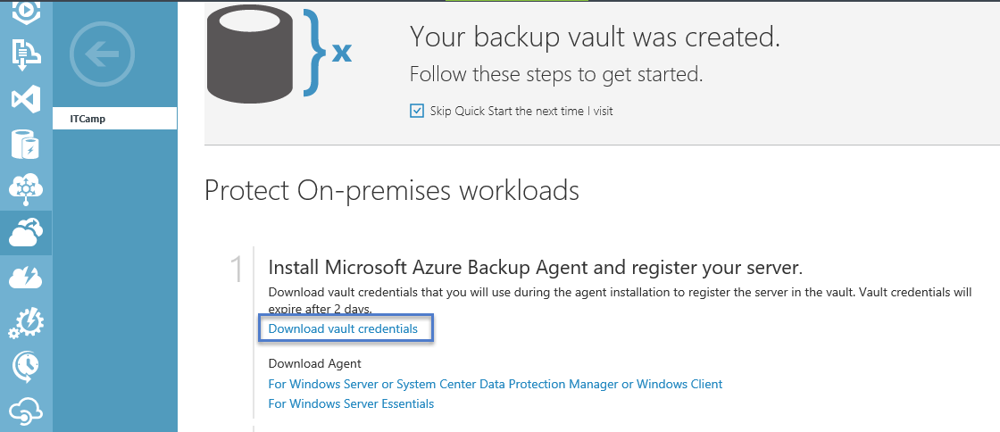 Your backup vault was created.
Follow these steps to get started.
Skip Quick Start the next time I visit
ITCamp
Protect On-premises workloads
1
Install Microsoft Azure Backup Agent and register your server.
Download vault credentials that you will use during the agent installation to register the server in the vault. Vault credentials will
expire after 2 days.
Download vault credentials
Download Agent
For Windows Server or System Center Data Protection Manager or Windows Client
For Windows Server Essentials